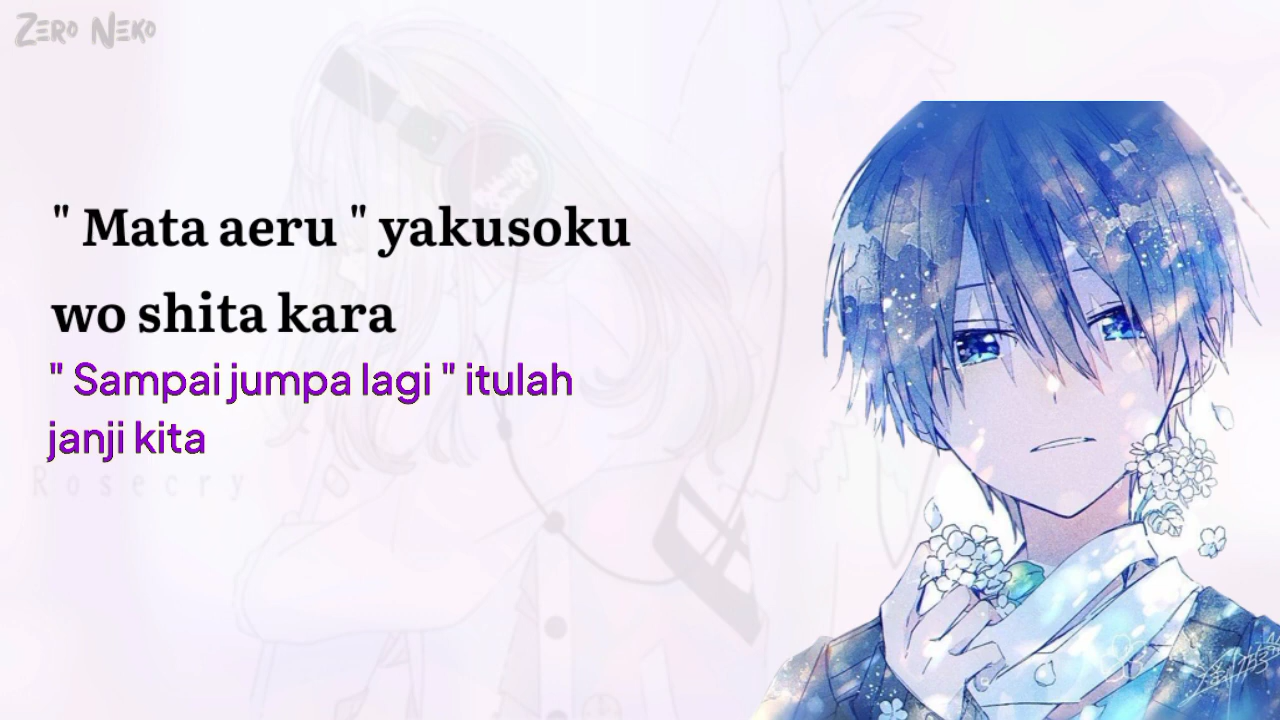 ZERO NEKO
" Mata aeru " yakusoku
wo shita kara
" Sampai jumpa lagi " itulah
janji kita
Rosecry